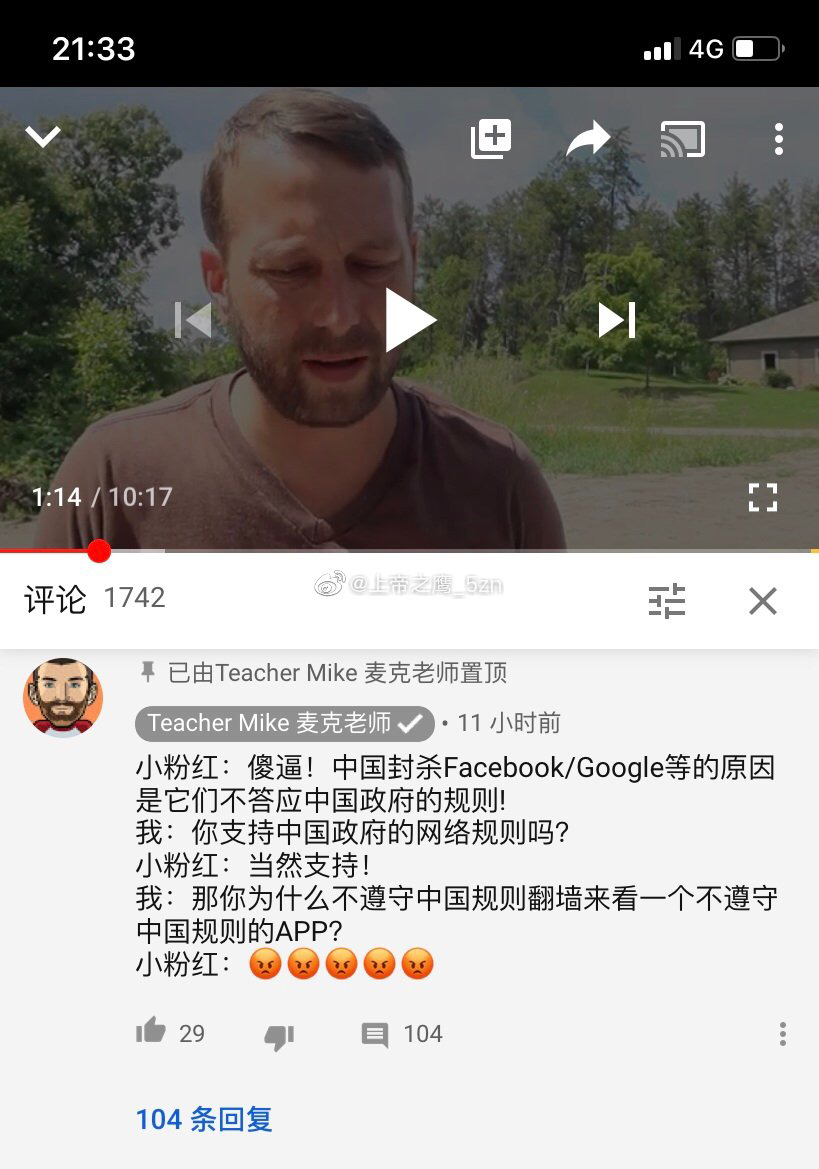 21:33
4G
1:14 / 10:17
评论 1742
@上帝之鹰_5zn
已由Teacher Mike 麦克老师置顶
Teacher Mike 麦克老师 • 11 小时前
小粉红：傻逼！中国封杀Facebook/Google等的原因
是它们不答应中国政府的规则!
我：你支持中国政府的网络规则吗?
小粉红：当然支持！
我：那你为什么不遵守中国规则翻墙来看一个不遵守
中国规则的APP?
小粉红：😡😡😡😡😡
29 104
104 条回复